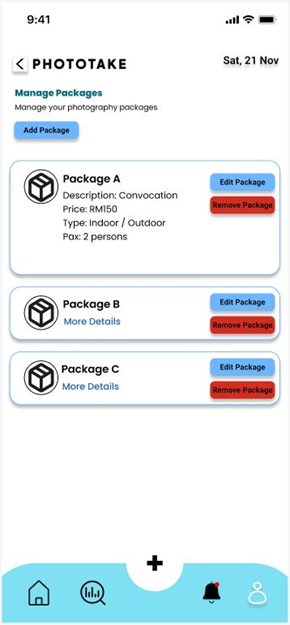 9:41
PHOTOTAKE
Sat, 21 Nov
Manage Packages
Manage your photography packages
Add Package
Package A
Description: Convocation
Price: RM150
Type: Indoor / Outdoor
Pax: 2 persons
Edit Package
Remove Package
Package B
More Details
Edit Package
Remove Package
Package C
More Details
Edit Package
Remove Package